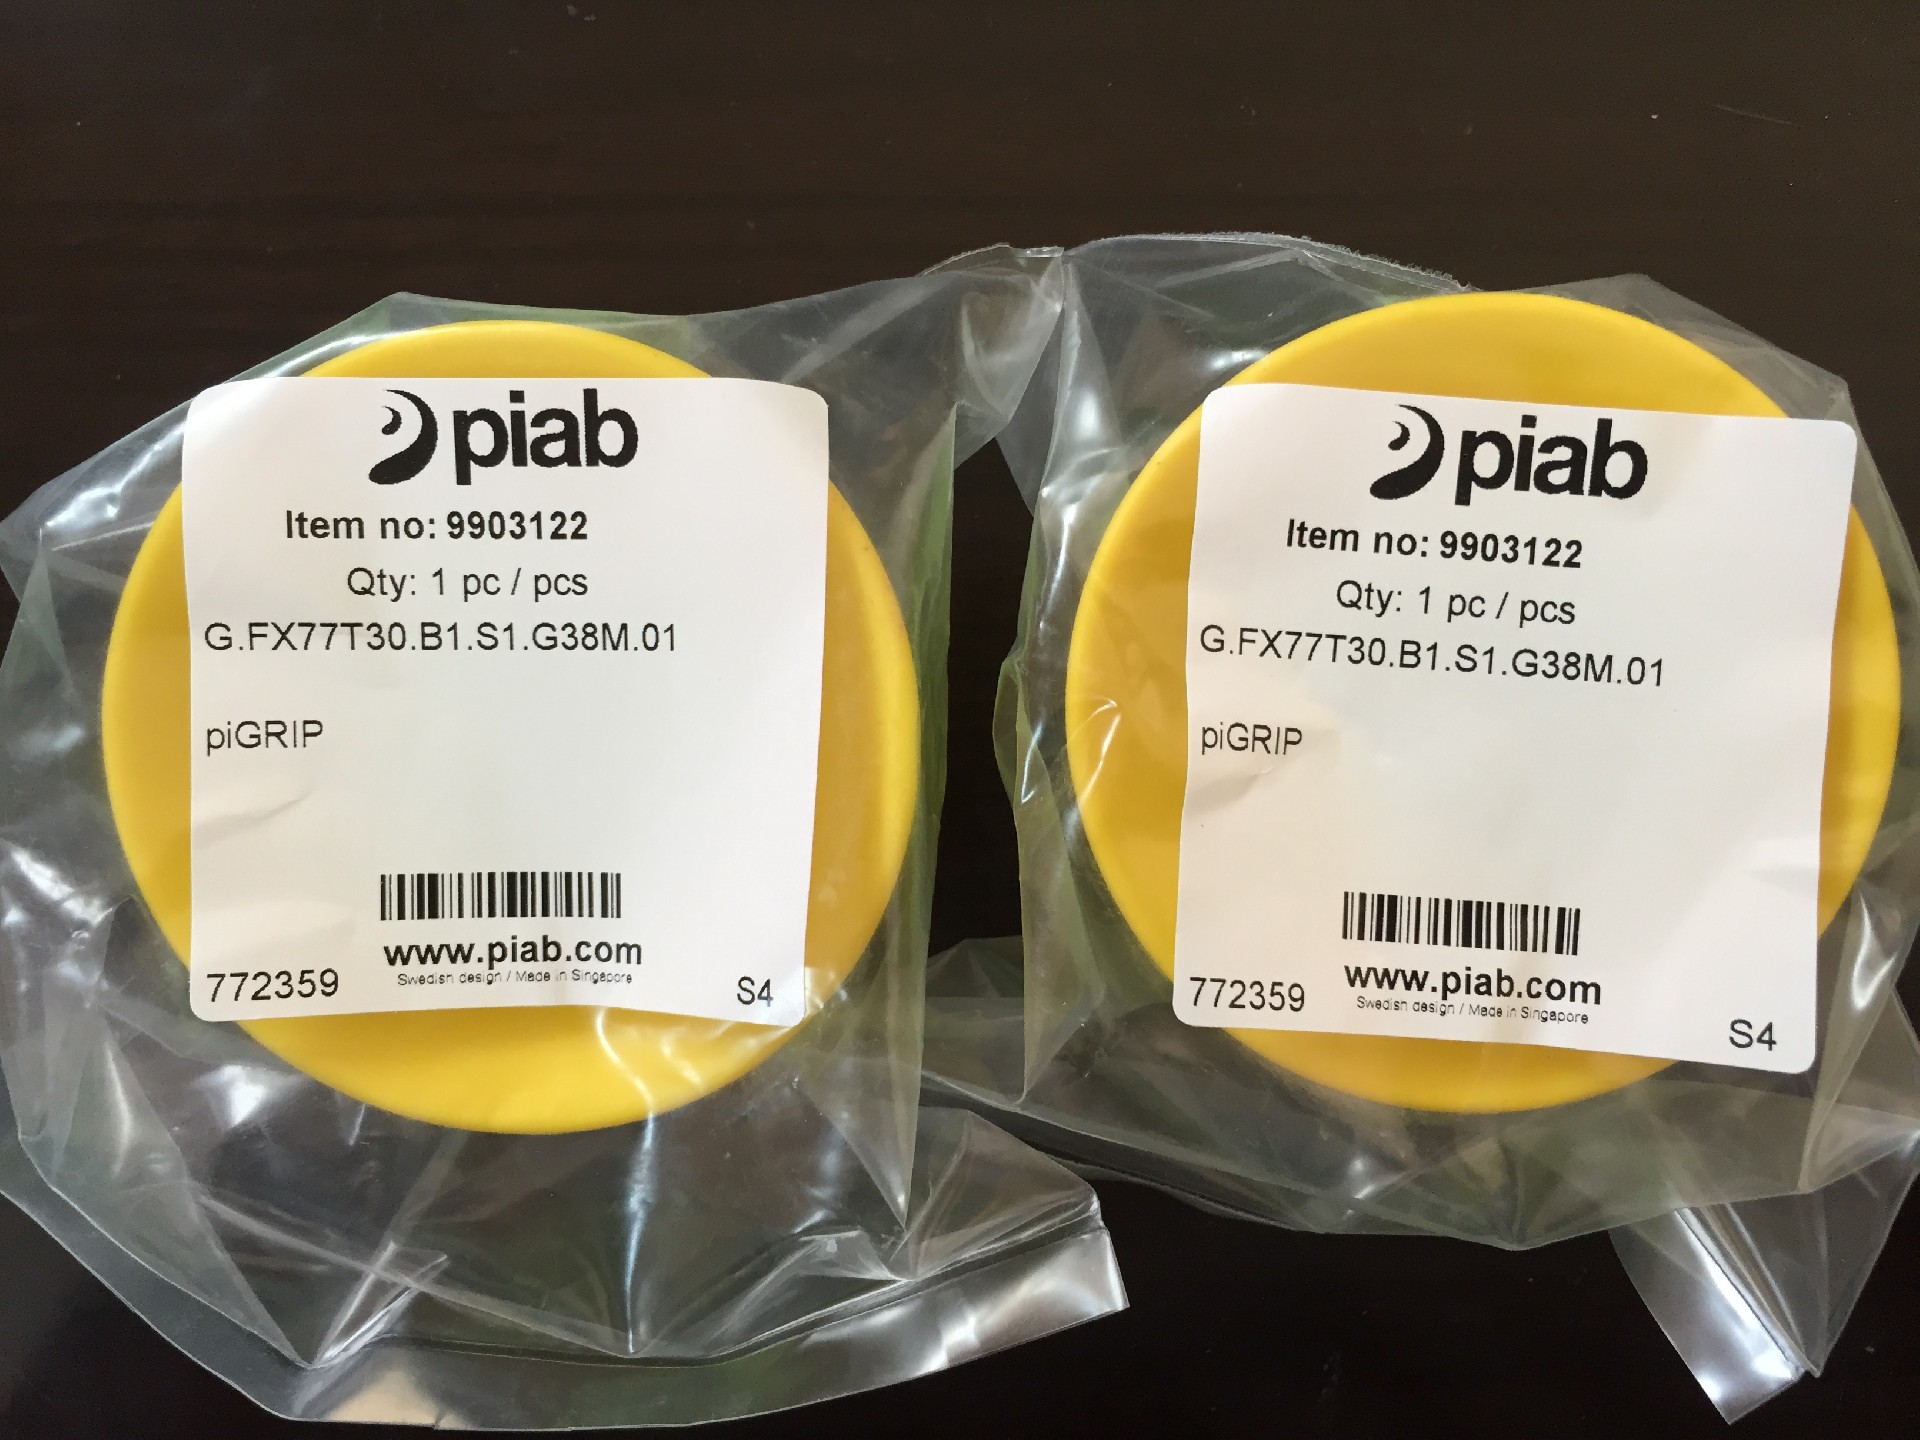 piab
Item no: 9903122
Qty: 1 pc / pcs
G.FX77T30.B1.S1.G38M.01
piGRIP
www.piab.com
Swedish design / Made in Singapore
772359
S4
piab
Item no: 9903122
Qty: 1 pc / pcs
G.FX77T30.B1.S1.G38M.01
piGRIP
www.piab.com
Swedish design / Made in Singapore
772359
S4